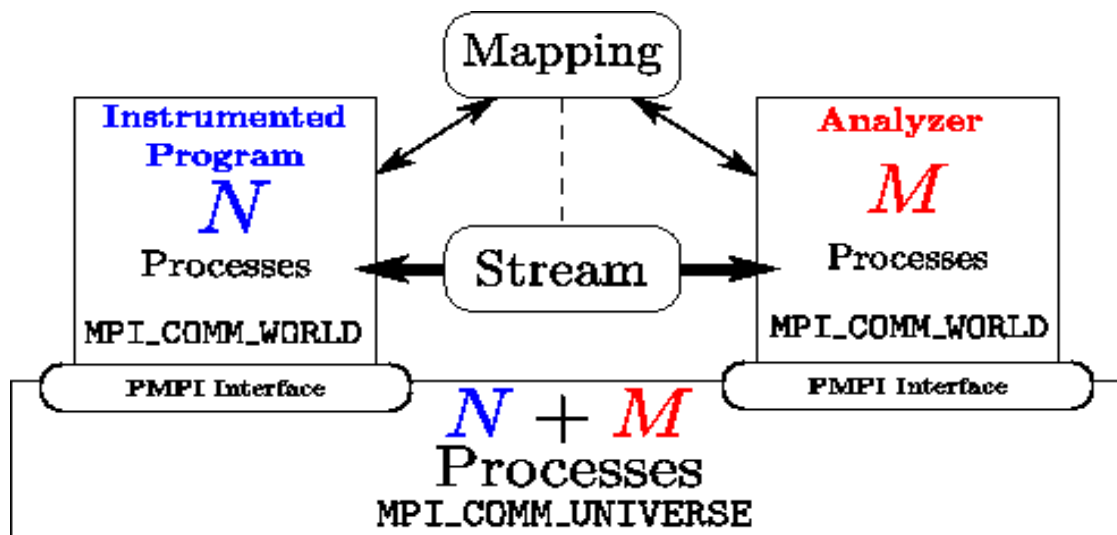 Mapping
Instrumented
Program
N
Processes
MPI_COMM_WORLD
PMPI Interface
Stream
Analyzer
M
Processes
MPI_COMM_WORLD
PMPI Interface
N + M
Processes
MPI_COMM_UNIVERSE